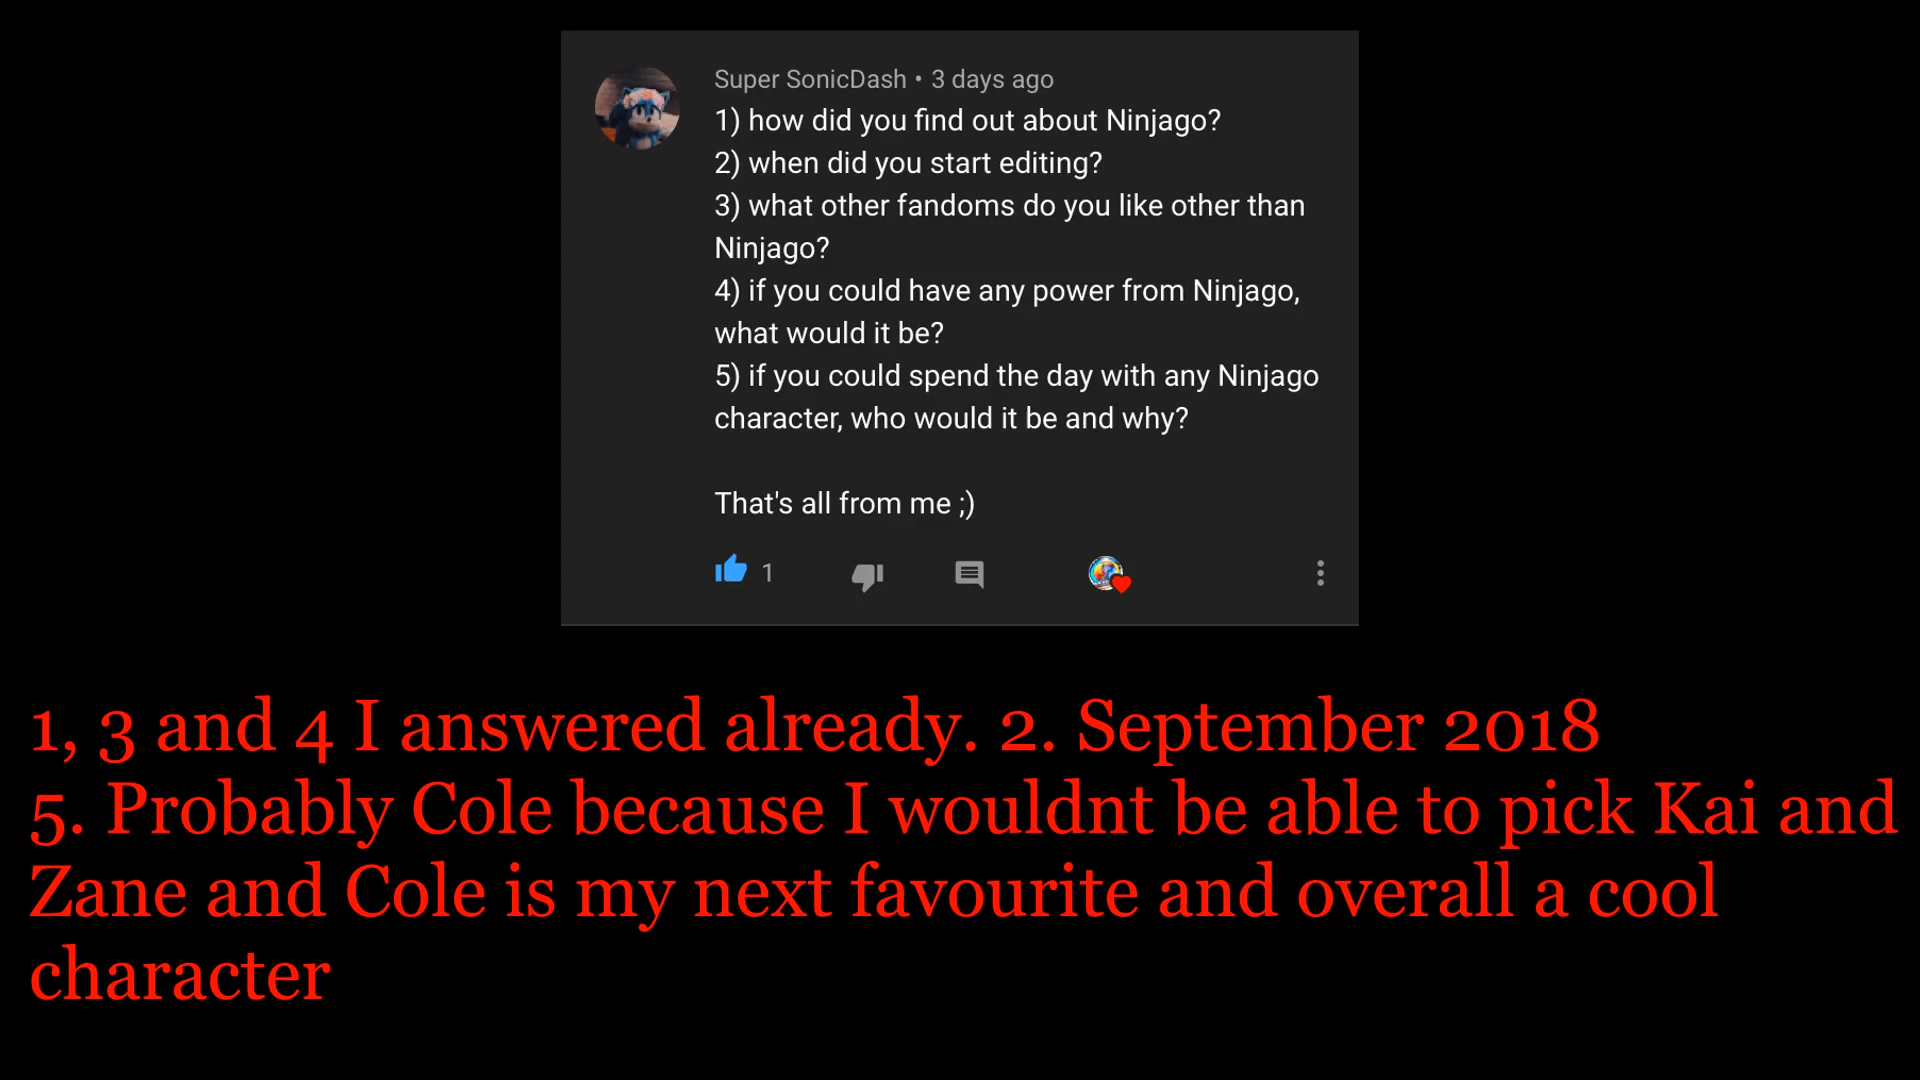 Super SonicDash • 3 days ago
1) how did you find out about Ninjago?
2) when did you start editing?
3) what other fandoms do you like other than
Ninjago?
4) if you could have any power from Ninjago,
what would it be?
5) if you could spend the day with any Ninjago
character, who would it be and why?
That's all from me ;)
1
1, 3 and 4 I answered already. 2. September 2018
5. Probably Cole because I wouldnt be able to pick Kai and
Zane and Cole is my next favourite and overall a cool
character